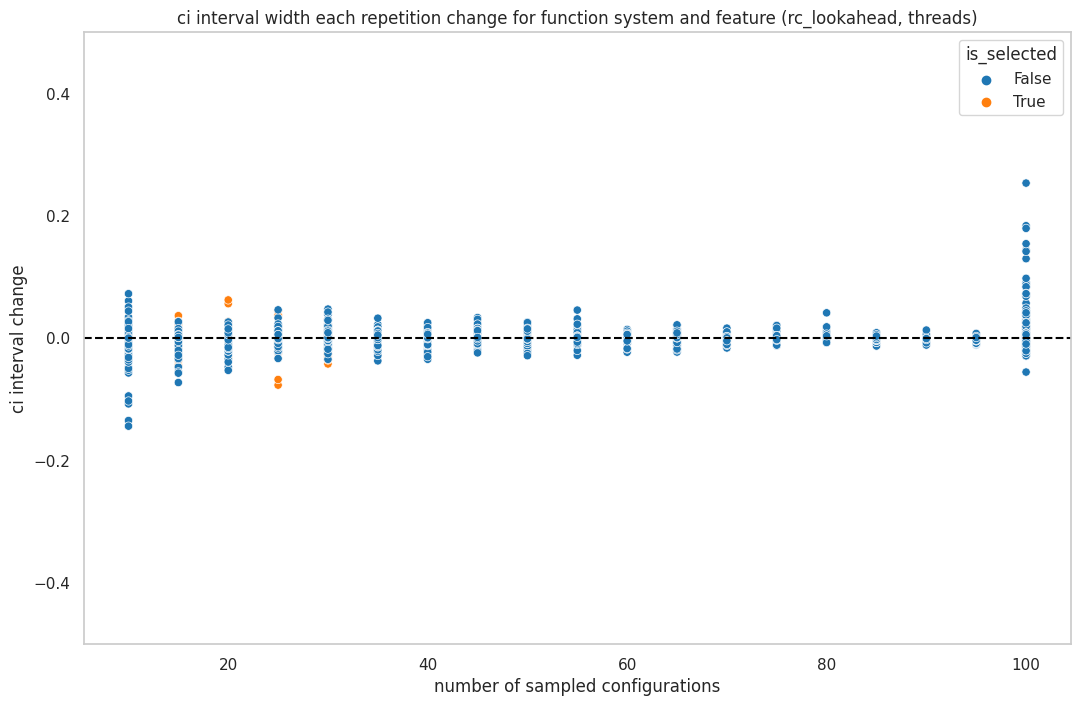 ci interval width each repetition change for function system and feature (rc_lookahead, threads)
is_selected
False
True
ci interval change
0.4
0.2
0.0
−0.2
−0.4
20
40
60
80
100
number of sampled configurations